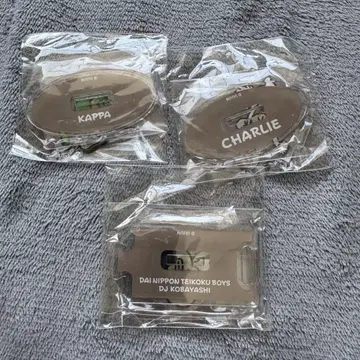 KAPPA
CHARLIE
DAI NIPPON TEIKOKU BOYS
DJ KOBAYASHI